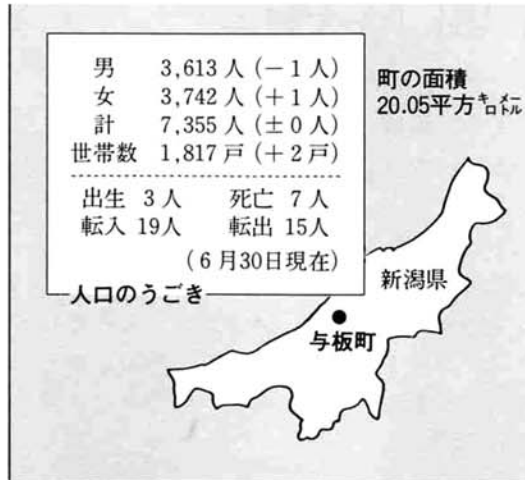 男 3,613人(－1人)
女 3,742人(＋1人)
計 7,355人(±0人)
世帯数 1,817戸(＋2戸)
出生 3人 死亡 7人
転入 19人 転出 15人
(6月30日現在)
人口のうごき
町の面積
20.05平方キロメートル
新潟県
与板町